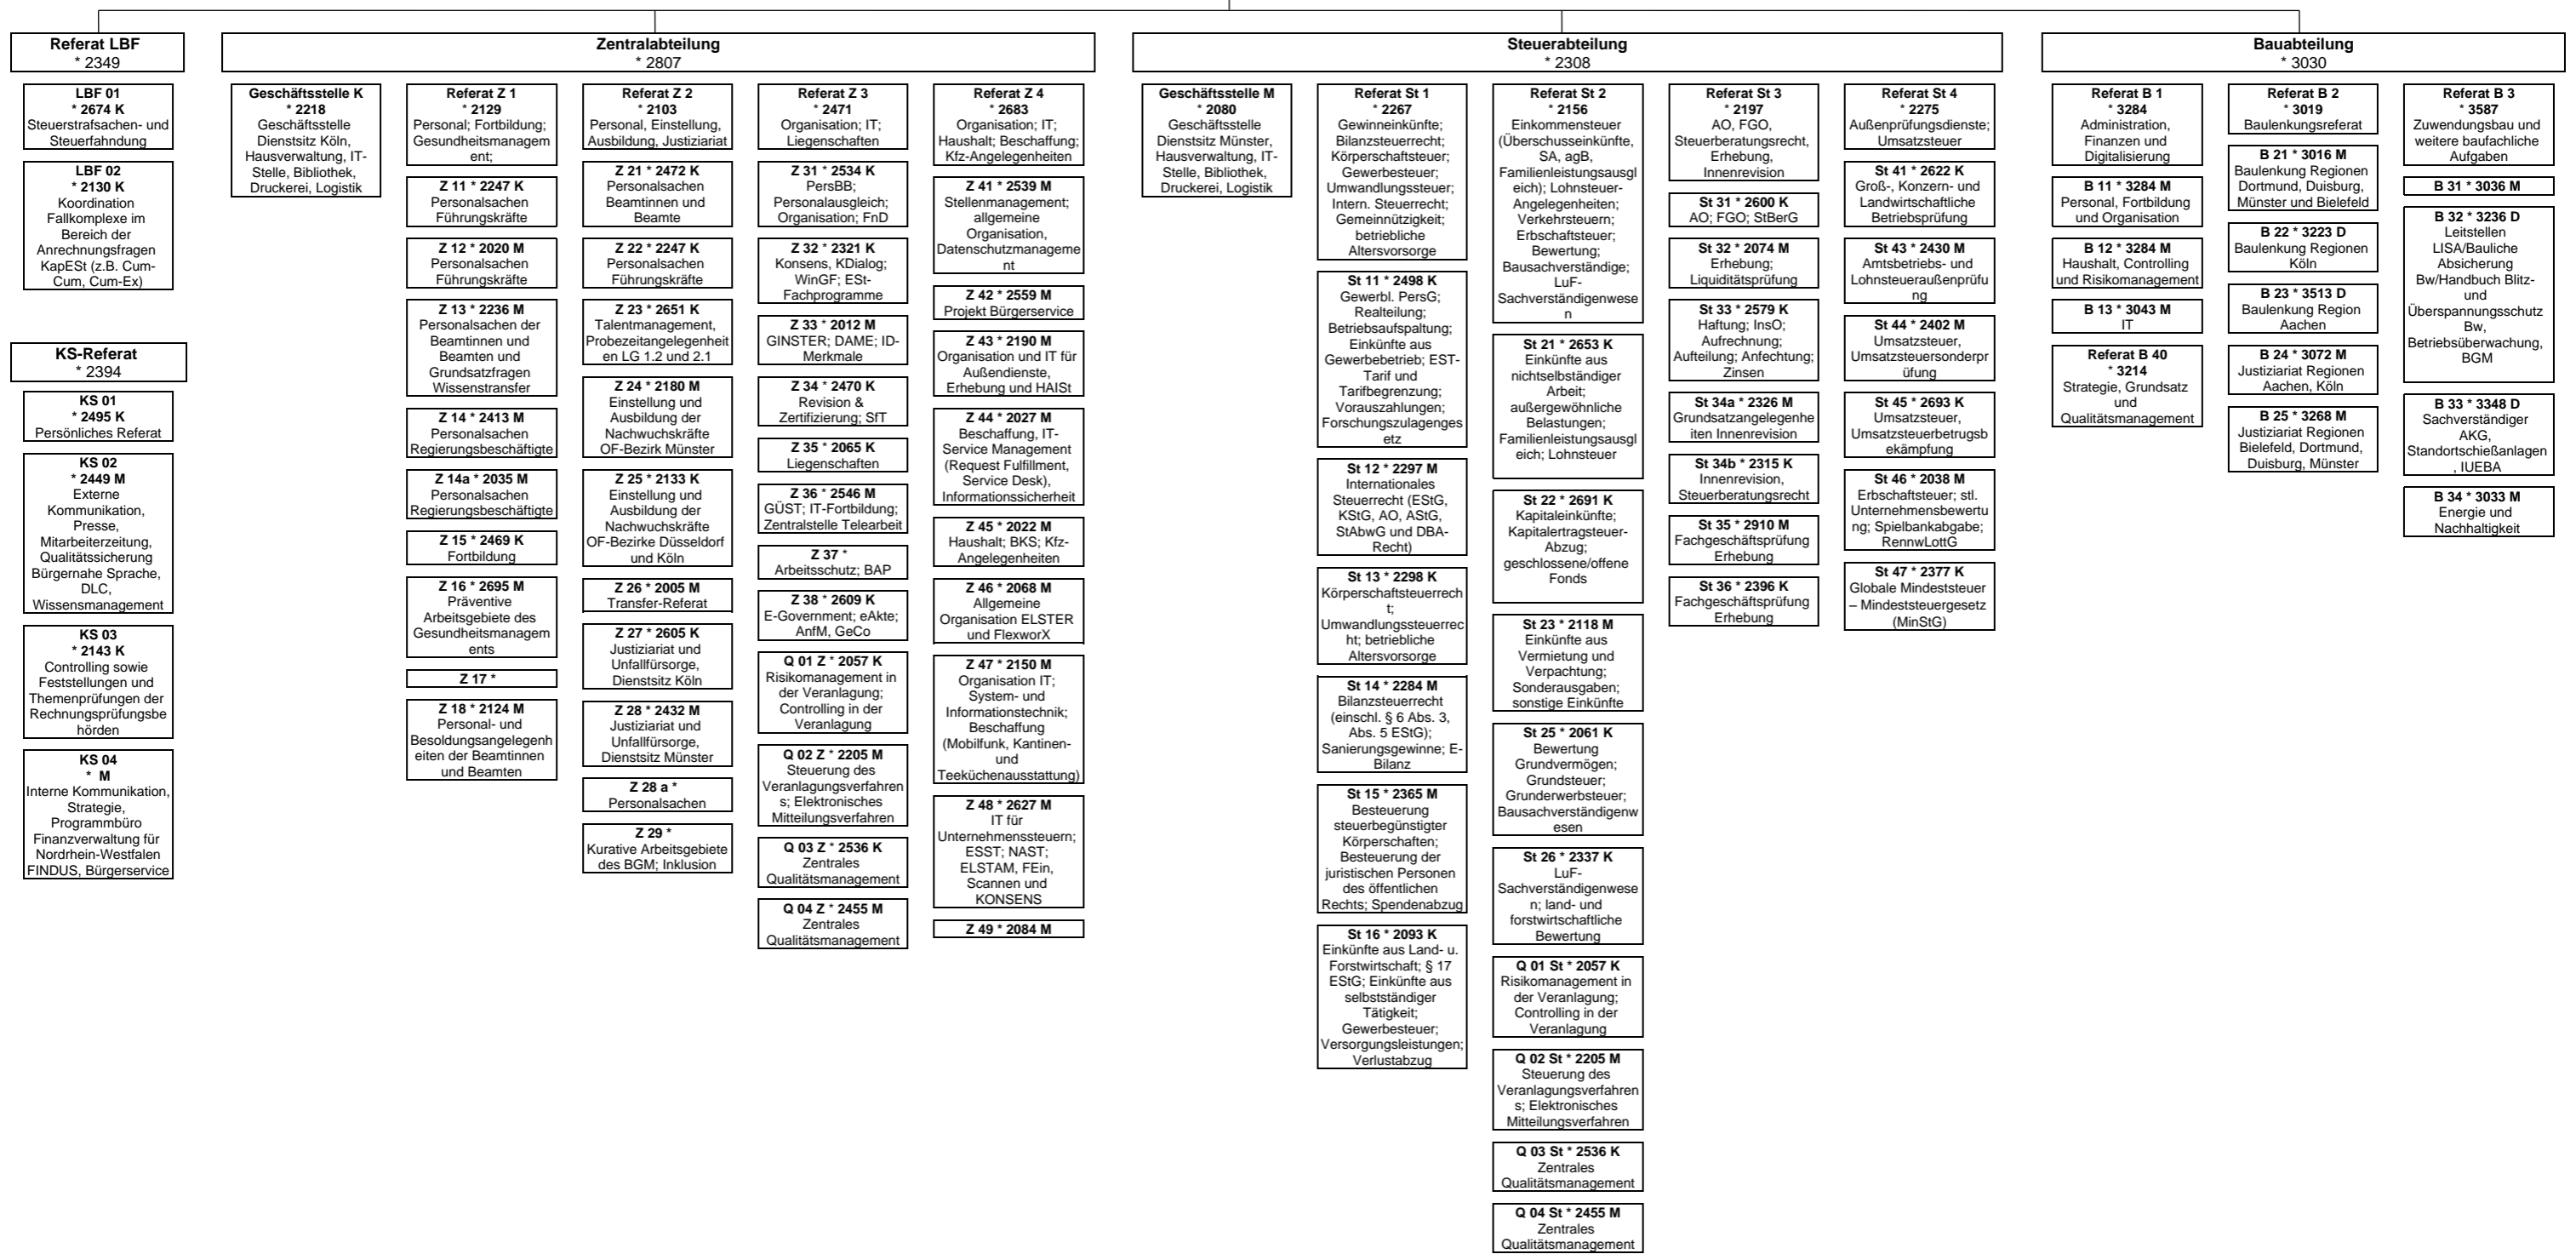 Referat LBF
* 2349
LBF 01
* 2674 K
Steuerstrafsachen- und
Steuerfahndung
LBF 02
* 2130 K
Koordination
Fallkomplexe im
Bereich der
Anrechnungsfragen
KapESt (z.B. Cum-
Cum, Cum-Ex)
KS-Referat
* 2394
KS 01
* 2495 K
Persönliches Referat
KS 02
* 2449 M
Externe
Kommunikation,
Presse,
Mitarbeiterzeitung,
Qualitätssicherung
Bürgernahe Sprache,
DLC,
Wissensmanagement
KS 03
* 2143 K
Controlling sowie
Feststellungen und
Themenprüfungen der
Rechnungsprüfungsbe
hörden
KS 04
* M
Interne Kommunikation,
Strategie,
Programmbüro
Finanzverwaltung für
Nordrhein-Westfalen
FINDUS, Bürgerservice
Zentralabteilung
* 2807
Geschäftsstelle K
* 2218
Geschäftsstelle
Dienstsitz Köln,
Hausverwaltung, IT-
Stelle, Bibliothek,
Druckerei, Logistik
Referat Z 1
* 2129
Personal; Fortbildung;
Gesundheitsmanagem
ent;
Z 11 * 2247 K
Personalsachen
Führungskräfte
Z 12 * 2020 M
Personalsachen
Führungskräfte
Z 13 * 2236 M
Personalsachen der
Beamtinnen und
Beamten und
Grundsatzfragen
Wissenstransfer
Z 14 * 2413 M
Personalsachen
Regierungsbeschäftigte
Z 14a * 2035 M
Personalsachen
Regierungsbeschäftigte
Z 15 * 2469 K
Fortbildung
Z 16 * 2695 M
Präventive
Arbeitsgebiete des
Gesundheitsmanagem
ents
Z 17 *
Z 18 * 2124 M
Personal- und
Besoldungsangelegenh
eiten der Beamtinnen
und Beamten
Referat Z 2
* 2103
Personal, Einstellung,
Ausbildung, Justiziariat
Z 21 * 2472 K
Personalsachen
Beamtinnen und
Beamte
Z 22 * 2247 K
Personalsachen
Führungskräfte
Z 23 * 2651 K
Talentmanagement,
Probezeitangelegenheit
en LG 1.2 und 2.1
Z 24 * 2180 M
Einstellung und
Ausbildung der
Nachwuchskräfte
OF-Bezirk Münster
Z 25 * 2133 K
Einstellung und
Ausbildung der
Nachwuchskräfte
OF-Bezirke Düsseldorf
und Köln
Z 26 * 2005 M
Transfer-Referat
Z 27 * 2605 K
Justiziariat und
Unfallfürsorge,
Dienstsitz Köln
Z 28 * 2432 M
Justiziariat und
Unfallfürsorge,
Dienstsitz Münster
Z 28 a *
Personalsachen
Z 29 *
Kurative Arbeitsgebiete
des BGM; Inklusion
Referat Z 3
* 2471
Organisation; IT;
Liegenschaften
Z 31 * 2534 K
PersBB;
Personalausgleich;
Organisation; FnD
Z 32 * 2321 K
Konsens, KDialog;
WinGF; ESt-
Fachprogramme
Z 33 * 2012 M
GINSTER; DAME; ID-
Merkmale
Z 34 * 2470 K
Revision &
Zertifizierung; SfT
Z 35 * 2065 K
Liegenschaften
Z 36 * 2546 M
GÜST; IT-Fortbildung;
Zentralstelle Telearbeit
Z 37 *
Arbeitsschutz; BAP
Z 38 * 2609 K
E-Government; eAkte;
AnfM, GeCo
Q 01 Z * 2057 K
Risikomanagement in
der Veranlagung;
Controlling in der
Veranlagung
Q 02 Z * 2205 M
Steuerung des
Veranlagungsverfahren
s; Elektronisches
Mitteilungsverfahren
Q 03 Z * 2536 K
Zentrales
Qualitätsmanagement
Q 04 Z * 2455 M
Zentrales
Qualitätsmanagement
Referat Z 4
* 2683
Organisation; IT;
Haushalt; Beschaffung;
Kfz-Angelegenheiten
Z 41 * 2539 M
Stellenmanagement;
allgemeine
Organisation,
Datenschutzmanageme
nt
Z 42 * 2559 M
Projekt Bürgerservice
Z 43 * 2190 M
Organisation und IT für
Außendienste,
Erhebung und HAISt
Z 44 * 2027 M
Beschaffung, IT-
Service Management
(Request Fulfillment,
Service Desk),
Informationssicherheit
Z 45 * 2022 M
Haushalt; BKS; Kfz-
Angelegenheiten
Z 46 * 2068 M
Allgemeine
Organisation ELSTER
und FlexworX
Z 47 * 2150 M
Organisation IT;
System- und
Informationstechnik;
Beschaffung
(Mobilfunk, Kantinen-
und
Teeküchenausstattung)
Z 48 * 2627 M
IT für
Unternehmenssteuern;
ESST; NAST;
ELSTAM, FEin,
Scannen und
KONSENS
Z 49 * 2084 M
Steuerabteilung
* 2308
Geschäftsstelle M
* 2080
Geschäftsstelle
Dienstsitz Münster,
Hausverwaltung, IT-
Stelle, Bibliothek,
Druckerei, Logistik
Referat St 1
* 2267
Gewinneinkünfte;
Bilanzsteuerrecht;
Körperschaftsteuer;
Gewerbesteuer;
Umwandlungssteuer;
Intern. Steuerrecht;
Gemeinnützigkeit;
betriebliche
Altersvorsorge
St 11 * 2498 K
Gewerbl. PersG;
Realteilung;
Betriebsaufspaltung;
Einkünfte aus
Gewerbebetrieb; EST-
Tarif und
Tarifbegrenzung;
Vorauszahlungen;
Forschungszulagenges
etz
St 12 * 2297 M
Internationales
Steuerrecht (EStG,
KStG, AO, AStG,
StAbwG und DBA-
Recht)
St 13 * 2298 K
Körperschaftsteuerrech
t;
Umwandlungssteuerrec
ht; betriebliche
Altersvorsorge
St 14 * 2284 M
Bilanzsteuerrecht
(einschl. § 6 Abs. 3,
Abs. 5 EStG);
Sanierungsgewinne; E-
Bilanz
St 15 * 2365 M
Besteuerung
steuerbegünstigter
Körperschaften;
Besteuerung der
juristischen Personen
des öffentlichen
Rechts; Spendenabzug
St 16 * 2093 K
Einkünfte aus Land- u.
Forstwirtschaft; § 17
EStG; Einkünfte aus
selbstständiger
Tätigkeit;
Gewerbesteuer;
Versorgungsleistungen;
Verlustabzug
Referat St 2
* 2156
Einkommensteuer
(Überschusseinkünfte,
SA, agB,
Familienleistungsausgl
eich); Lohnsteuer-
Angelegenheiten;
Verkehrsteuern;
Erbschaftsteuer;
Bewertung;
Bausachverständige;
LuF-
Sachverständigenwese
n
St 21 * 2653 K
Einkünfte aus
nichtselbständiger
Arbeit;
außergewöhnliche
Belastungen;
Familienleistungsausgl
eich; Lohnsteuer
St 22 * 2691 K
Kapitaleinkünfte;
Kapitalertragsteuer-
Abzug;
geschlossene/offene
Fonds
St 23 * 2118 M
Einkünfte aus
Vermietung und
Verpachtung;
Sonderausgaben;
sonstige Einkünfte
St 25 * 2061 K
Bewertung
Grundvermögen;
Grundsteuer;
Grunderwerbsteuer;
Bausachverständigenw
esen
St 26 * 2337 K
LuF-
Sachverständigenwese
n; land- und
forstwirtschaftliche
Bewertung
Q 01 St * 2057 K
Risikomanagement in
der Veranlagung;
Controlling in der
Veranlagung
Q 02 St * 2205 M
Steuerung des
Veranlagungsverfahren
s; Elektronisches
Mitteilungsverfahren
Q 03 St * 2536 K
Zentrales
Qualitätsmanagement
Q 04 St * 2455 M
Zentrales
Qualitätsmanagement
Referat St 3
* 2197
AO, FGO,
Steuerberatungsrecht,
Erhebung,
Innenrevision
St 31 * 2600 K
AO; FGO; StBerG
St 32 * 2074 M
Erhebung;
Liquiditätsprüfung
St 33 * 2579 K
Haftung; InsO;
Aufrechnung;
Aufteilung; Anfechtung;
Zinsen
St 34a * 2326 M
Grundsatzangelegenhe
iten Innenrevision
St 34b * 2315 K
Innenrevision,
Steuerberatungsrecht
St 35 * 2910 M
Fachgeschäftsprüfung
Erhebung
St 36 * 2396 K
Fachgeschäftsprüfung
Erhebung
Referat St 4
* 2275
Außenprüfungsdienste;
Umsatzsteuer
St 41 * 2622 K
Groß-, Konzern- und
Landwirtschaftliche
Betriebsprüfung
St 43 * 2430 M
Amtsbetriebs- und
Lohnsteueraußenprüfu
ng
St 44 * 2402 M
Umsatzsteuer,
Umsatzsteuersonderpr
üfung
St 45 * 2693 K
Umsatzsteuer,
Umsatzsteuerbetrugsb
ekämpfung
St 46 * 2038 M
Erbschaftsteuer; stl.
Unternehmensbewertu
ng; Spielbankabgabe;
RennwLottG
St 47 * 2377 K
Globale Mindeststeuer
– Mindeststeuergesetz
(MinStG)
Bauabteilung
* 3030
Referat B 1
* 3284
Administration,
Finanzen und
Digitalisierung
B 11 * 3284 M
Personal, Fortbildung
und Organisation
B 12 * 3284 M
Haushalt, Controlling
und Risikomanagement
B 13 * 3043 M
IT
Referat B 40
* 3214
Strategie, Grundsatz
und
Qualitätsmanagement
Referat B 2
* 3019
Baulenkungsreferat
B 21 * 3016 M
Baulenkung Regionen
Dortmund, Duisburg,
Münster und Bielefeld
B 22 * 3223 D
Baulenkung Regionen
Köln
B 23 * 3513 D
Baulenkung Region
Aachen
B 24 * 3072 M
Justiziariat Regionen
Aachen, Köln
B 25 * 3268 M
Justiziariat Regionen
Bielefeld, Dortmund,
Duisburg, Münster
Referat B 3
* 3587
Zuwendungsbau und
weitere baufachliche
Aufgaben
B 31 * 3036 M
B 32 * 3236 D
Leitstellen
LISA/Bauliche
Absicherung
Bw/Handbuch Blitz-
und
Überspannungsschutz
Bw,
Betriebsüberwachung,
BGM
B 33 * 3348 D
Sachverständiger
AKG,
Standortschießanlagen
, IUEBA
B 34 * 3033 M
Energie und
Nachhaltigkeit